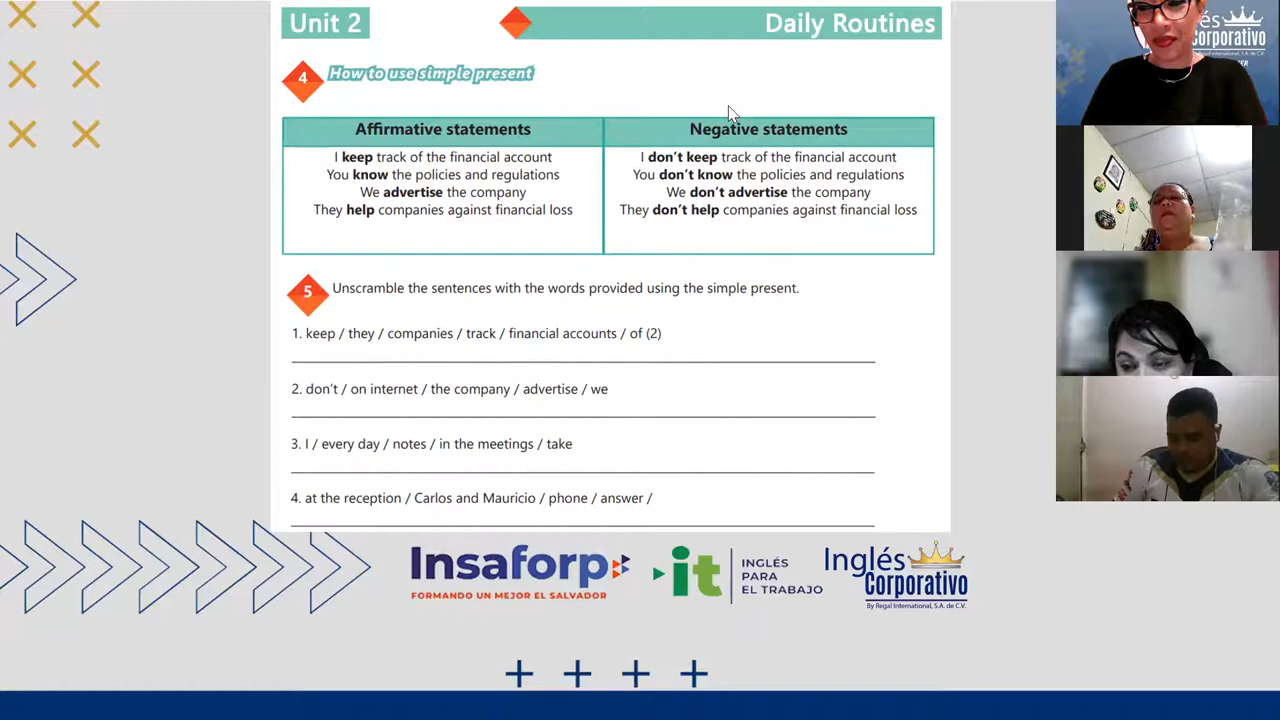 Unit 2
Daily Routines
4
How to use simple present
Affirmative statements
Negative statements
I keep track of the financial account
You know the policies and regulations
We advertise the company
They help companies against financial loss
I don't keep track of the financial account
You don't know the policies and regulations
We don't advertise the company
They don't help companies against financial loss
5
Unscramble the sentences with the words provided using the simple present.
1. keep / they / companies / track / financial accounts / of (2)
2. don't / on internet / the company / advertise / we
3. I / every day / notes / in the meetings / take
4. at the reception / Carlos and Mauricio / phone / answer /
Insaforp
FORMANDO UN MEJOR EL SALVADOR
it
INGLÉS
PARA
EL TRABAJO
Inglés
Corporativo
By Regal International, S.A. de C.V.
Corporativo